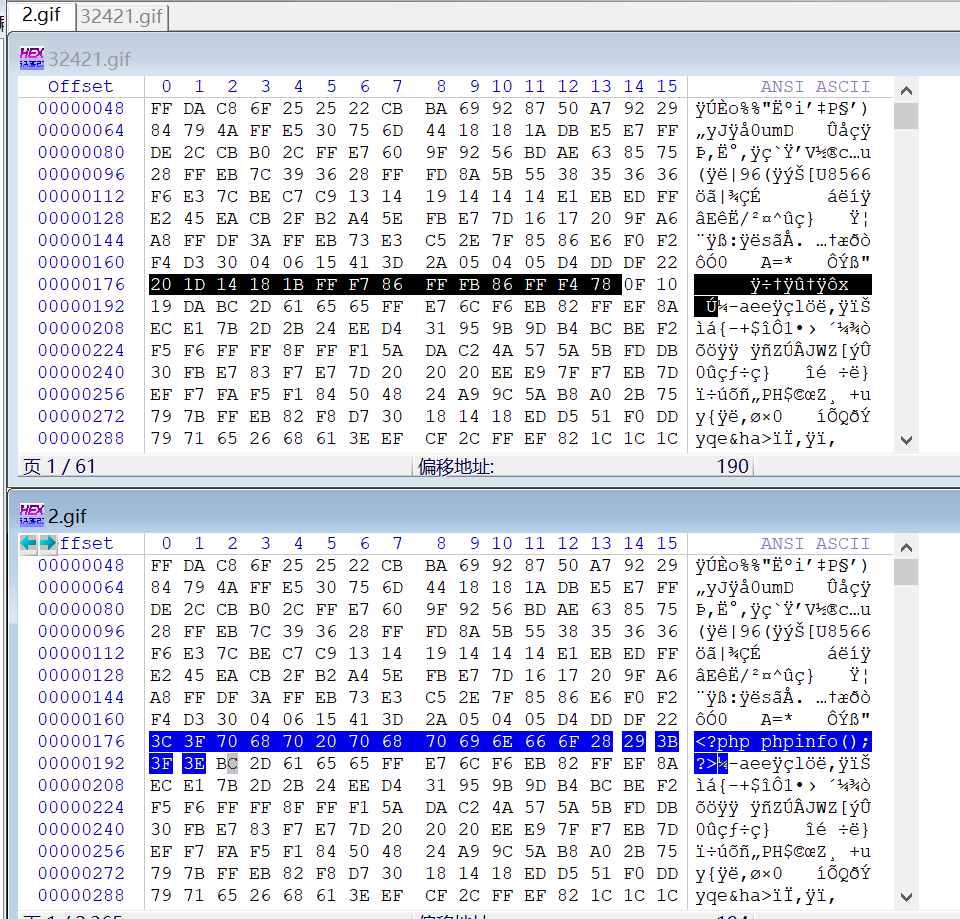 2.gif 32421.gif
HEX 32421.gif
Offset 0 1 2 3 4 5 6 7 8 9 10 11 12 13 14 15 ANSI ASCII
00000048 FF DA C8 6F 25 25 22 CB BA 69 92 87 50 A7 92 29 ÿÚÈo%%"Ëºi’‡P§’)
00000064 84 79 4A FF E5 30 75 6D 44 18 18 1A DB E5 E7 FF „yJÿå0umD Ûåçÿ
00000080 DE 2C CB B0 2C FF E7 60 9F 92 56 BD AE 63 85 75 Þ,Ë°,ÿç`Ÿ’V½®c…u
00000096 28 FF EB 7C 39 36 28 FF FD 8A 5B 55 38 35 36 36 (ÿë|96(ÿýŠ[U8566
00000112 F6 E3 7C BE C7 C9 13 14 19 14 14 14 E1 EB ED FF öã|¾ÇÉ áëíÿ
00000128 E2 45 EA CB 2F B2 A4 5E FB E7 7D 16 17 20 9F A6 âEêË/²¤^ûç} Ÿ¦
00000144 A8 FF DF 3A FF EB 73 E3 C5 2E 7F 85 86 E6 F0 F2 ¨ÿß:ÿësãÅ. …†æðò
00000160 F4 D3 30 04 06 15 41 3D 2A 05 04 05 D4 DD DF 22 ôÓ0 A=* ÔÝß"
00000176 20 1D 14 18 1B FF F7 86 FF FB 86 FF F4 78 0F 10 ÿ÷†ÿû†ÿôx
00000192 19 DA BC 2D 61 65 65 FF E7 6C F6 EB 82 FF EF 8A Ú¼-aeeÿçlöë‚ÿïŠ
00000208 EC E1 7B 2D 2B 24 EE D4 31 95 9B 9D B4 BC BE F2 ìá{-+$îÔ1•› ´¼¾ò
00000224 F5 F6 FF FF 8F FF F1 5A DA C2 4A 57 5A 5B FD DB õöÿÿ ÿñZÚÂJWZ[ýÛ
00000240 30 FB E7 83 F7 E7 7D 20 20 20 EE E9 7F F7 EB 7D 0ûçƒ÷ç} îé ÷ë}
00000256 EF F7 FA F5 F1 84 50 48 24 A9 9C 5A B8 A0 2B 75 ï÷úõñ„PH$©œZ¸ +u
00000272 79 7B FF EB 82 F8 D7 30 18 14 18 ED D5 51 F0 DD y{ÿë‚ø×0 íÕQðÝ
00000288 79 71 65 26 68 61 3E EF CF 2C FF EF 82 1C 1C 1C yqe&ha>ïÏ,ÿï‚
页 1 / 61 偏移地址: 190
HEX 2.gif
ffset 0 1 2 3 4 5 6 7 8 9 10 11 12 13 14 15 ANSI ASCII
00000048 FF DA C8 6F 25 25 22 CB BA 69 92 87 50 A7 92 29 ÿÚÈo%%"Ëºi’‡P§’)
00000064 84 79 4A FF E5 30 75 6D 44 18 18 1A DB E5 E7 FF „yJÿå0umD Ûåçÿ
00000080 DE 2C CB B0 2C FF E7 60 9F 92 56 BD AE 63 85 75 Þ,Ë°,ÿç`Ÿ’V½®c…u
00000096 28 FF EB 7C 39 36 28 FF FD 8A 5B 55 38 35 36 36 (ÿë|96(ÿýŠ[U8566
00000112 F6 E3 7C BE C7 C9 13 14 19 14 14 14 E1 EB ED FF öã|¾ÇÉ áëíÿ
00000128 E2 45 EA CB 2F B2 A4 5E FB E7 7D 16 17 20 9F A6 âEêË/²¤^ûç} Ÿ¦
00000144 A8 FF DF 3A FF EB 73 E3 C5 2E 7F 85 86 E6 F0 F2 ¨ÿß:ÿësãÅ. …†æðò
00000160 F4 D3 30 04 06 15 41 3D 2A 05 04 05 D4 DD DF 22 ôÓ0 A=* ÔÝß"
00000176 3C 3F 70 68 70 20 70 68 70 69 6E 66 6F 28 29 3B <?php phpinfo();
00000192 3F 3E BC 2D 61 65 65 FF E7 6C F6 EB 82 FF EF 8A ?>¼-aeeÿçlöë‚ÿïŠ
00000208 EC E1 7B 2D 2B 24 EE D4 31 95 9B 9D B4 BC BE F2 ìá{-+$îÔ1•› ´¼¾ò
00000224 F5 F6 FF FF 8F FF F1 5A DA C2 4A 57 5A 5B FD DB õöÿÿ ÿñZÚÂJWZ[ýÛ
00000240 30 FB E7 83 F7 E7 7D 20 20 20 EE E9 7F F7 EB 7D 0ûçƒ÷ç} îé ÷ë}
00000256 EF F7 FA F5 F1 84 50 48 24 A9 9C 5A B8 A0 2B 75 ï÷úõñ„PH$©œZ¸ +u
00000272 79 7B FF EB 82 F8 D7 30 18 14 18 ED D5 51 F0 DD y{ÿë‚ø×0 íÕQðÝ
00000288 79 71 65 26 68 61 3E EF CF 2C FF EF 82 1C 1C 1C yqe&ha>ïÏ,ÿï‚